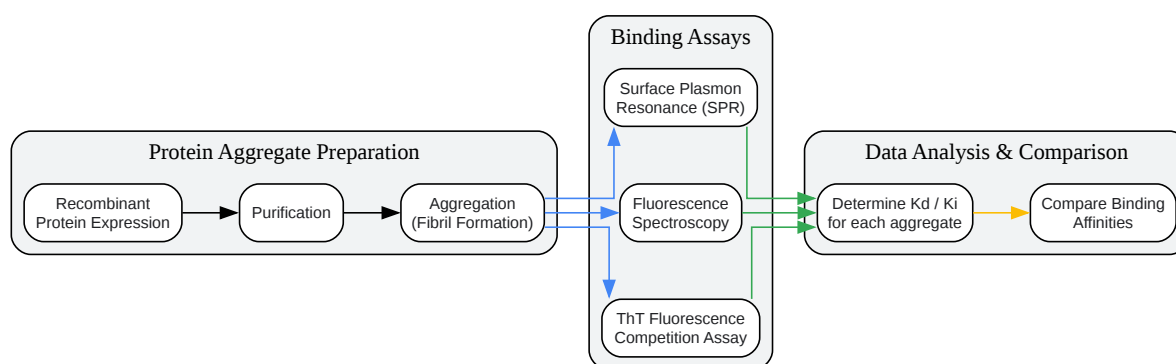 Protein Aggregate Preparation
Recombinant
Protein Expression
Purification
Aggregation
(Fibril Formation)
Binding Assays
Surface Plasmon
Resonance (SPR)
Fluorescence
Spectroscopy
ThT Fluorescence
Competition Assay
Data Analysis & Comparison
Determine Kd / Ki
for each aggregate
Compare Binding
Affinities